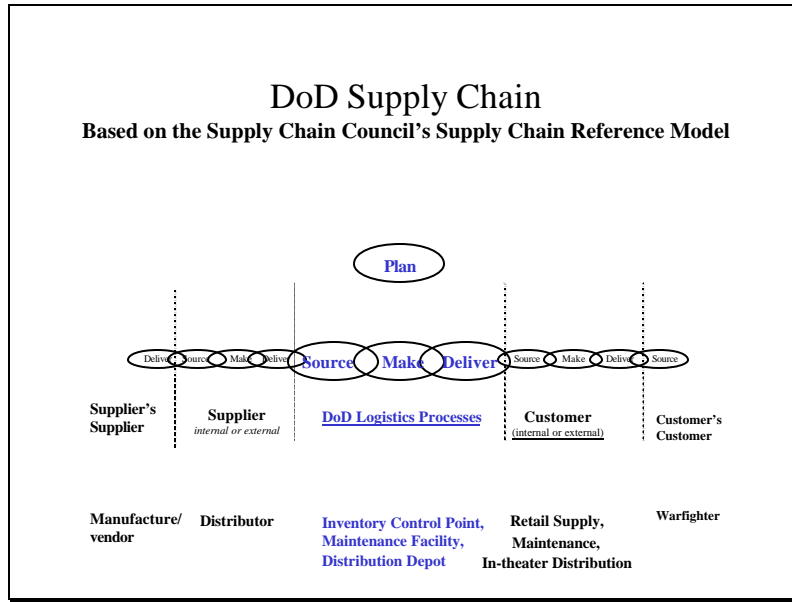 DoD Supply Chain
Based on the Supply Chain Council's Supply Chain Reference Model
Plan
Deliver Source Make Deliver Source Make Deliver Source Make Deliver Source
Supplier's
Supplier
Supplier
internal or external
DoD Logistics Processes
Customer
(internal or external)
Customer's
Customer
Manufacture/
vendor
Distributor
Inventory Control Point,
Maintenance Facility,
Distribution Depot
Retail Supply,
Maintenance,
In-theater Distribution
Warfighter